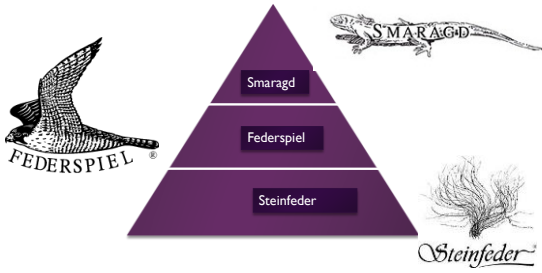 SMARAGD
Smaragd
FEDERSPIEL ®
Federspiel
Steinfeder
Steinfeder®